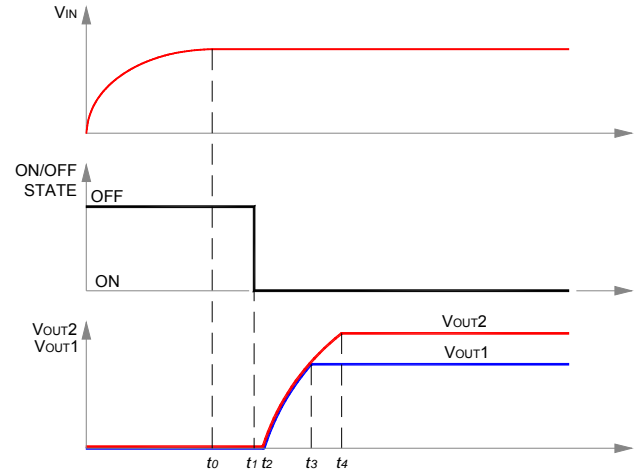 VIN
ON/OFF
STATE
OFF
ON
VOUT2
VOUT1
VOUT2
VOUT1
t0 t1 t2 t3 t4